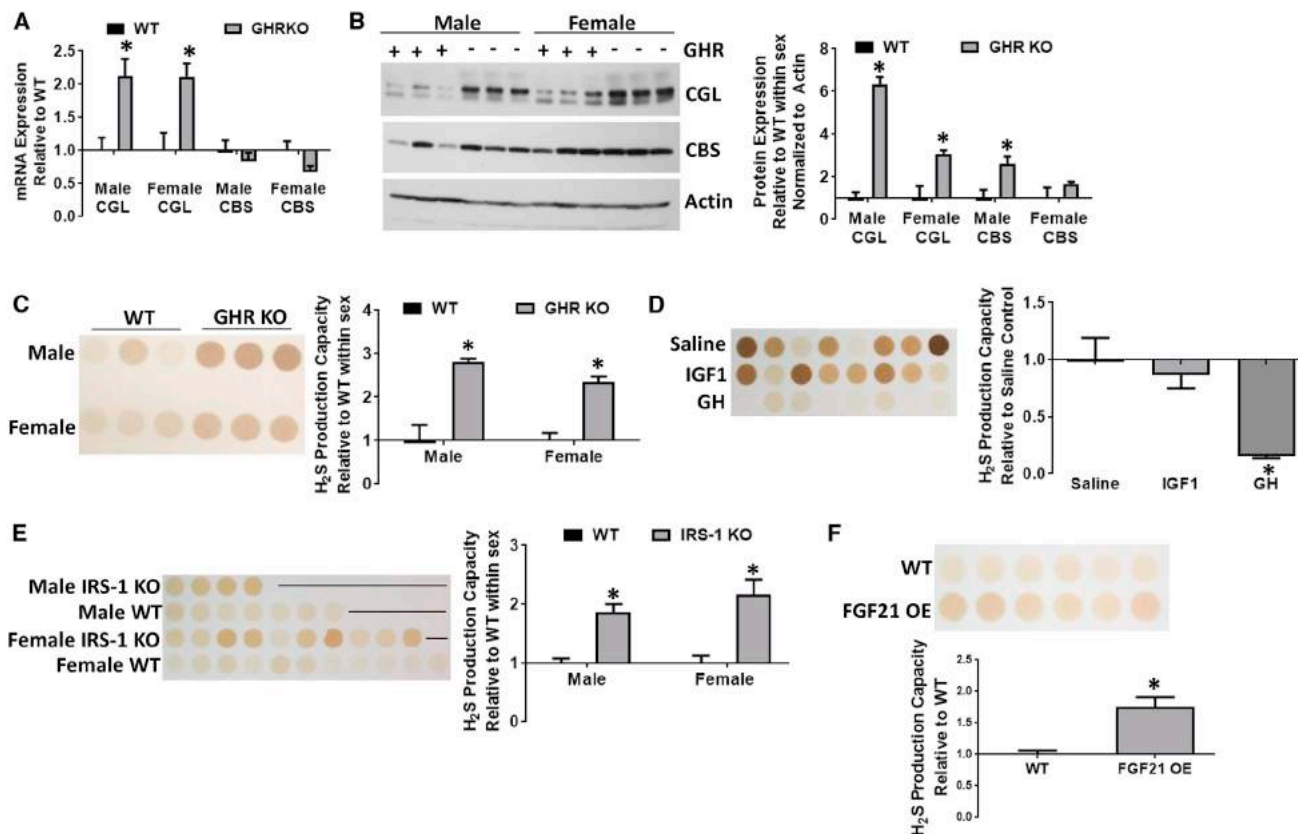 A
WT GHRKO
mRNA Expression
Relative to WT
2.5
2.0
1.5
1.0
0.5
0.0
* *
Male CGL
Female CGL
Male CBS
Female CBS
B
Male Female
+ + + - - - + + + - - - GHR
CGL
CBS
Actin
WT GHR KO
Protein Expression
Relative to WT within sex
Normalized to Actin
8
6
4
2
* * *
Male CGL
Female CGL
Male CBS
Female CBS
C
WT GHR KO
Male
Female
WT GHR KO
H2S Production Capacity
Relative to WT within sex
4
3
2
1
0
* *
Male Female
D
Saline
IGF1
GH
H2S Production Capacity
Relative to Saline Control
1.5
1.0
0.5
0.0
*
Saline IGF1 GH
E
Male IRS-1 KO
Male WT
Female IRS-1 KO
Female WT
WT IRS-1 KO
H2S Production Capacity
Relative to WT within sex
3
2
1
0
* *
Male Female
F
WT
FGF21 OE
H2S Production Capacity
Relative to WT
2.5
2.0
1.5
1.0
0.5
0.0
*
WT FGF21 OE